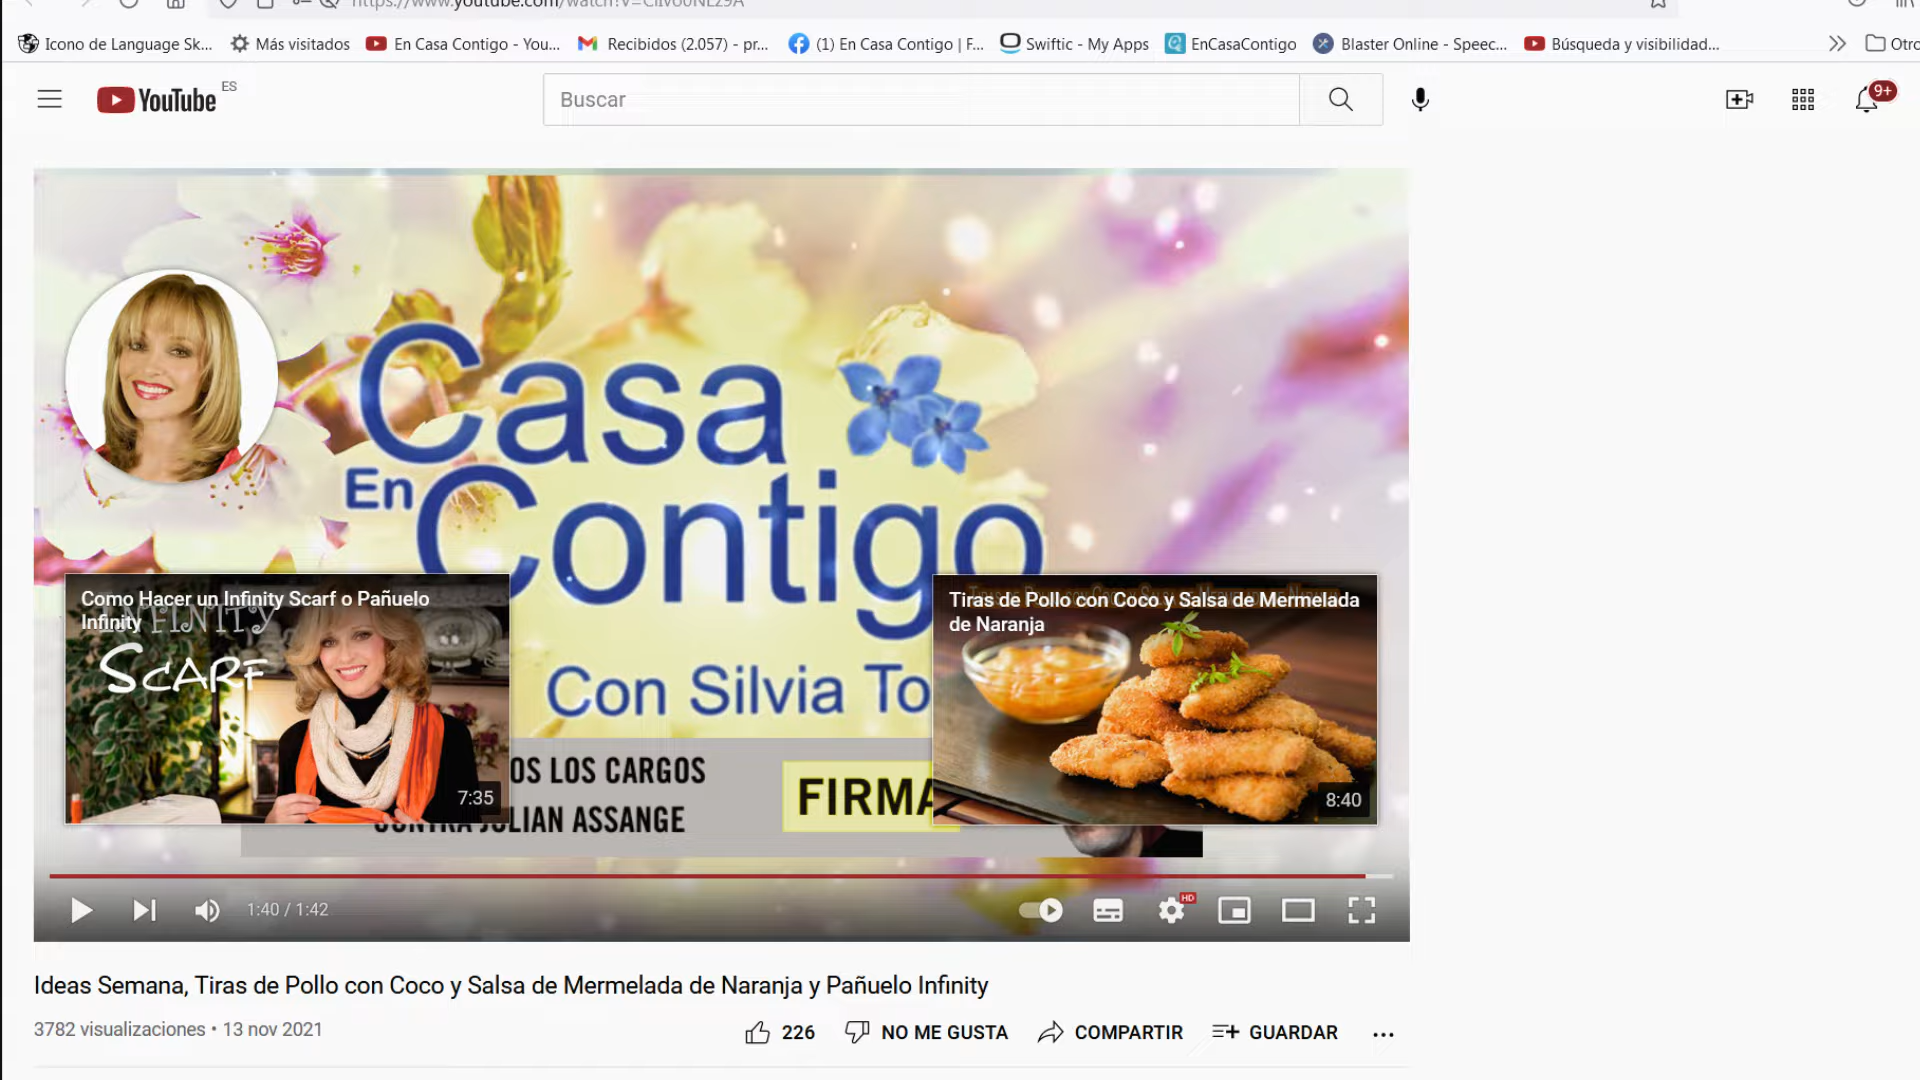 Icono de Language Sk...
Más visitados
En Casa Contigo - You...
Recibidos (2.057) - pr...
(1) En Casa Contigo | F...
Swiftic - My Apps
EnCasaContigo
Blaster Online - Speec...
Búsqueda y visibilidad...
Otro
YouTube
ES
Buscar
9+
Casa
En
Contigo
Con Silvia To
Como Hacer un Infinity Scarf o Pañuelo
Infinity
INFINITY
SCARF
7:35
Tiras de Pollo con Coco y Salsa de Mermelada
de Naranja
8:40
OS LOS CARGOS
CONTRA JULIAN ASSANGE
FIRMA
1:40 / 1:42
HD
Ideas Semana, Tiras de Pollo con Coco y Salsa de Mermelada de Naranja y Pañuelo Infinity
3782 visualizaciones • 13 nov 2021
226
NO ME GUSTA
COMPARTIR
GUARDAR